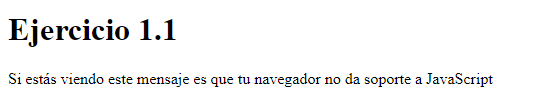 Ejercicio 1.1
Si estás viendo este mensaje es que tu navegador no da soporte a JavaScript